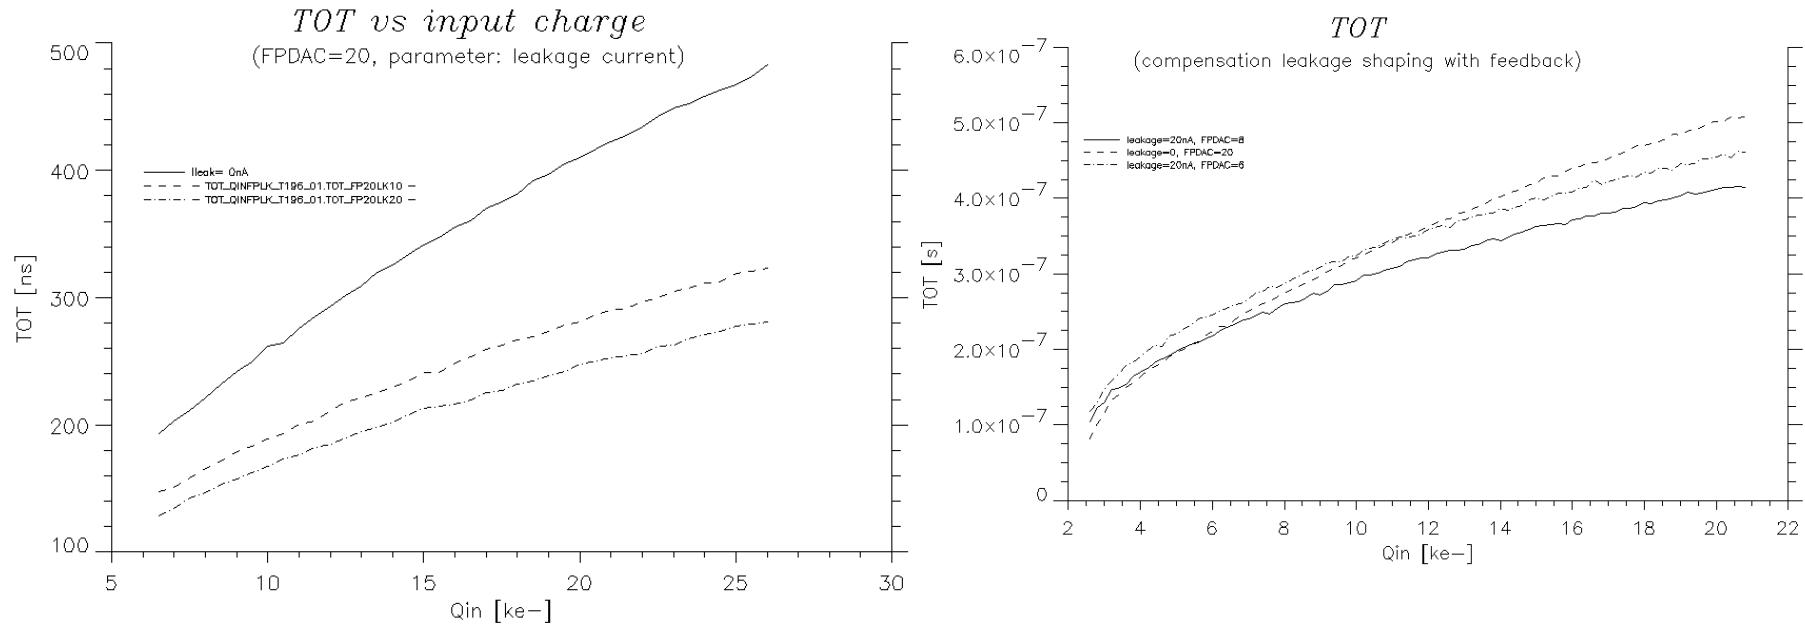 TOT vs input charge
(FPDAC=20, parameter: leakage current)
500
400
300
200
100
TOT [ns]
Ileak= 0nA
TOT_QINFPLK_T196_01.TOT_FP20LK10 -
TOT_QINFPLK_T196_01.TOT_FP20LK20 -
5 10 15 20 25 30
Qin [ke-]
TOT
(compensation leakage shaping with feedback)
6.0×10⁻⁷
5.0×10⁻⁷
4.0×10⁻⁷
3.0×10⁻⁷
2.0×10⁻⁷
1.0×10⁻⁷
0
TOT [s]
leakage=20nA, FPDAC=8
leakage=0, FPDAC=20
leakage=20nA, FPDAC=6
2 4 6 8 10 12 14 16 18 20 22
Qin [ke-]